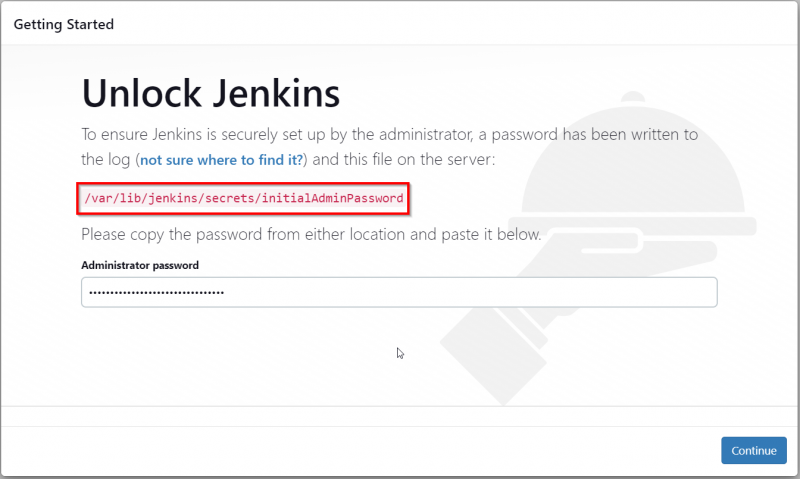 Getting Started
Unlock Jenkins
To ensure Jenkins is securely set up by the administrator, a password has been written to
the log (not sure where to find it?) and this file on the server:
/var/lib/jenkins/secrets/initialAdminPassword
Please copy the password from either location and paste it below.
Administrator password
••••••••••••••••••••••••••••••••
Continue